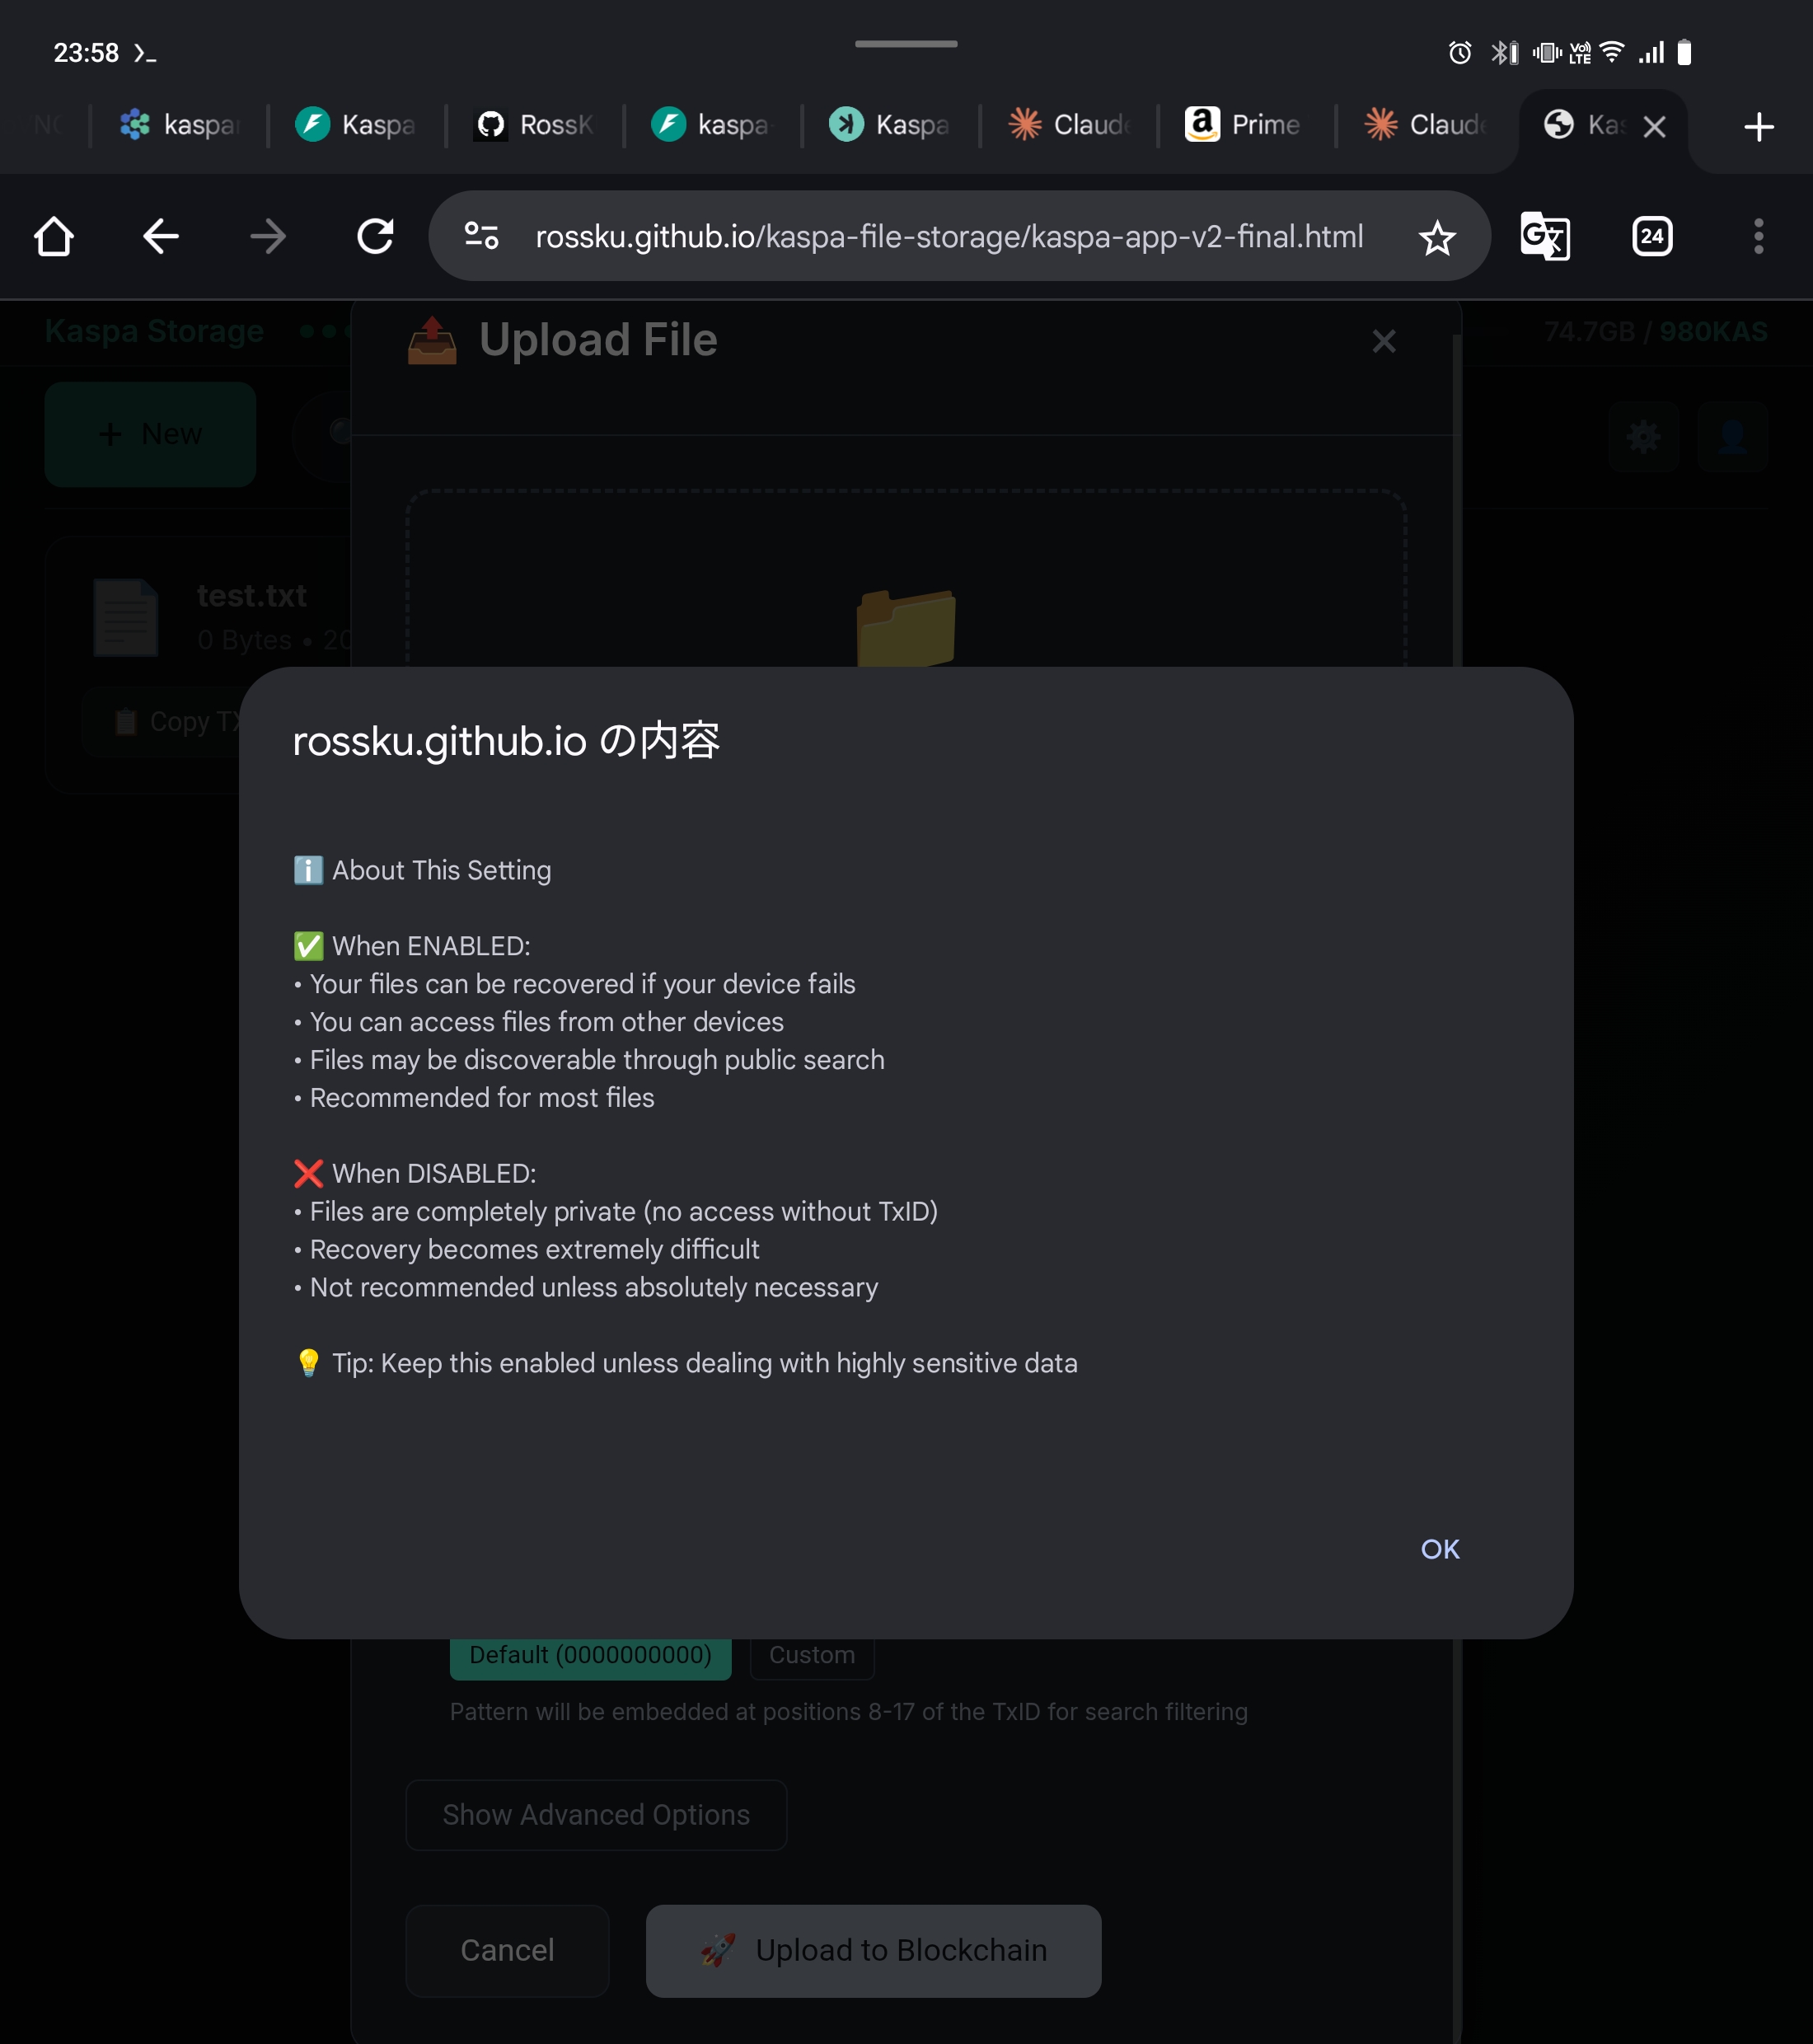 23:58
kaspa
Kaspa
RossK
kaspa-
Kaspa
Claude
Prime
Claude
Kas
rossku.github.io/kaspa-file-storage/kaspa-app-v2-final.html
24
Kaspa Storage
Upload File
74.7GB / 980KAS
+ New
test.txt
0 Bytes • 20
Copy TX
rossku.github.io の内容
ℹ️ About This Setting
✅ When ENABLED:
• Your files can be recovered if your device fails
• You can access files from other devices
• Files may be discoverable through public search
• Recommended for most files
❌ When DISABLED:
• Files are completely private (no access without TxID)
• Recovery becomes extremely difficult
• Not recommended unless absolutely necessary
💡 Tip: Keep this enabled unless dealing with highly sensitive data
OK
Default (0000000000)
Custom
Pattern will be embedded at positions 8-17 of the TxID for search filtering
Show Advanced Options
Cancel
🚀 Upload to Blockchain